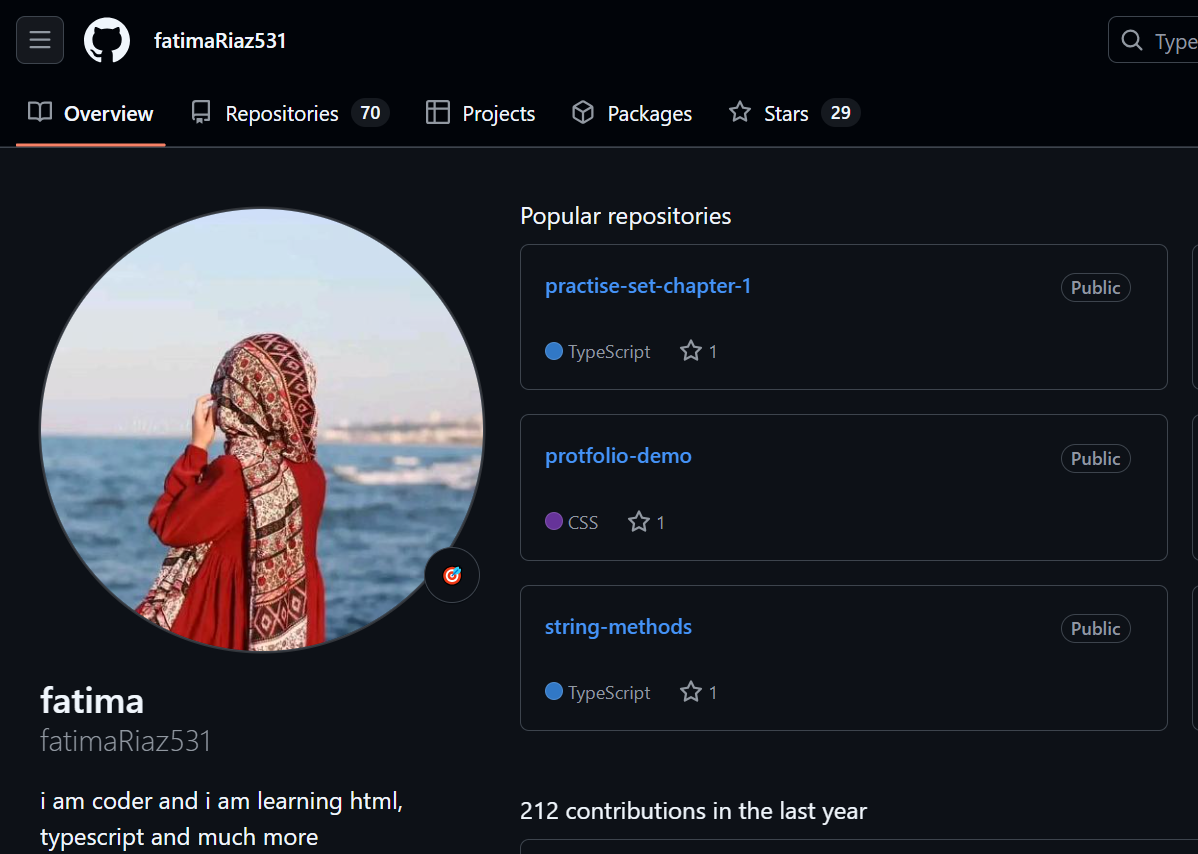 fatimaRiaz531
Type
Overview
Repositories 70
Projects
Packages
Stars 29
Popular repositories
practise-set-chapter-1
Public
TypeScript 1
protfolio-demo
Public
CSS 1
string-methods
Public
TypeScript 1
fatima
fatimaRiaz531
i am coder and i am learning html,
typescript and much more
212 contributions in the last year